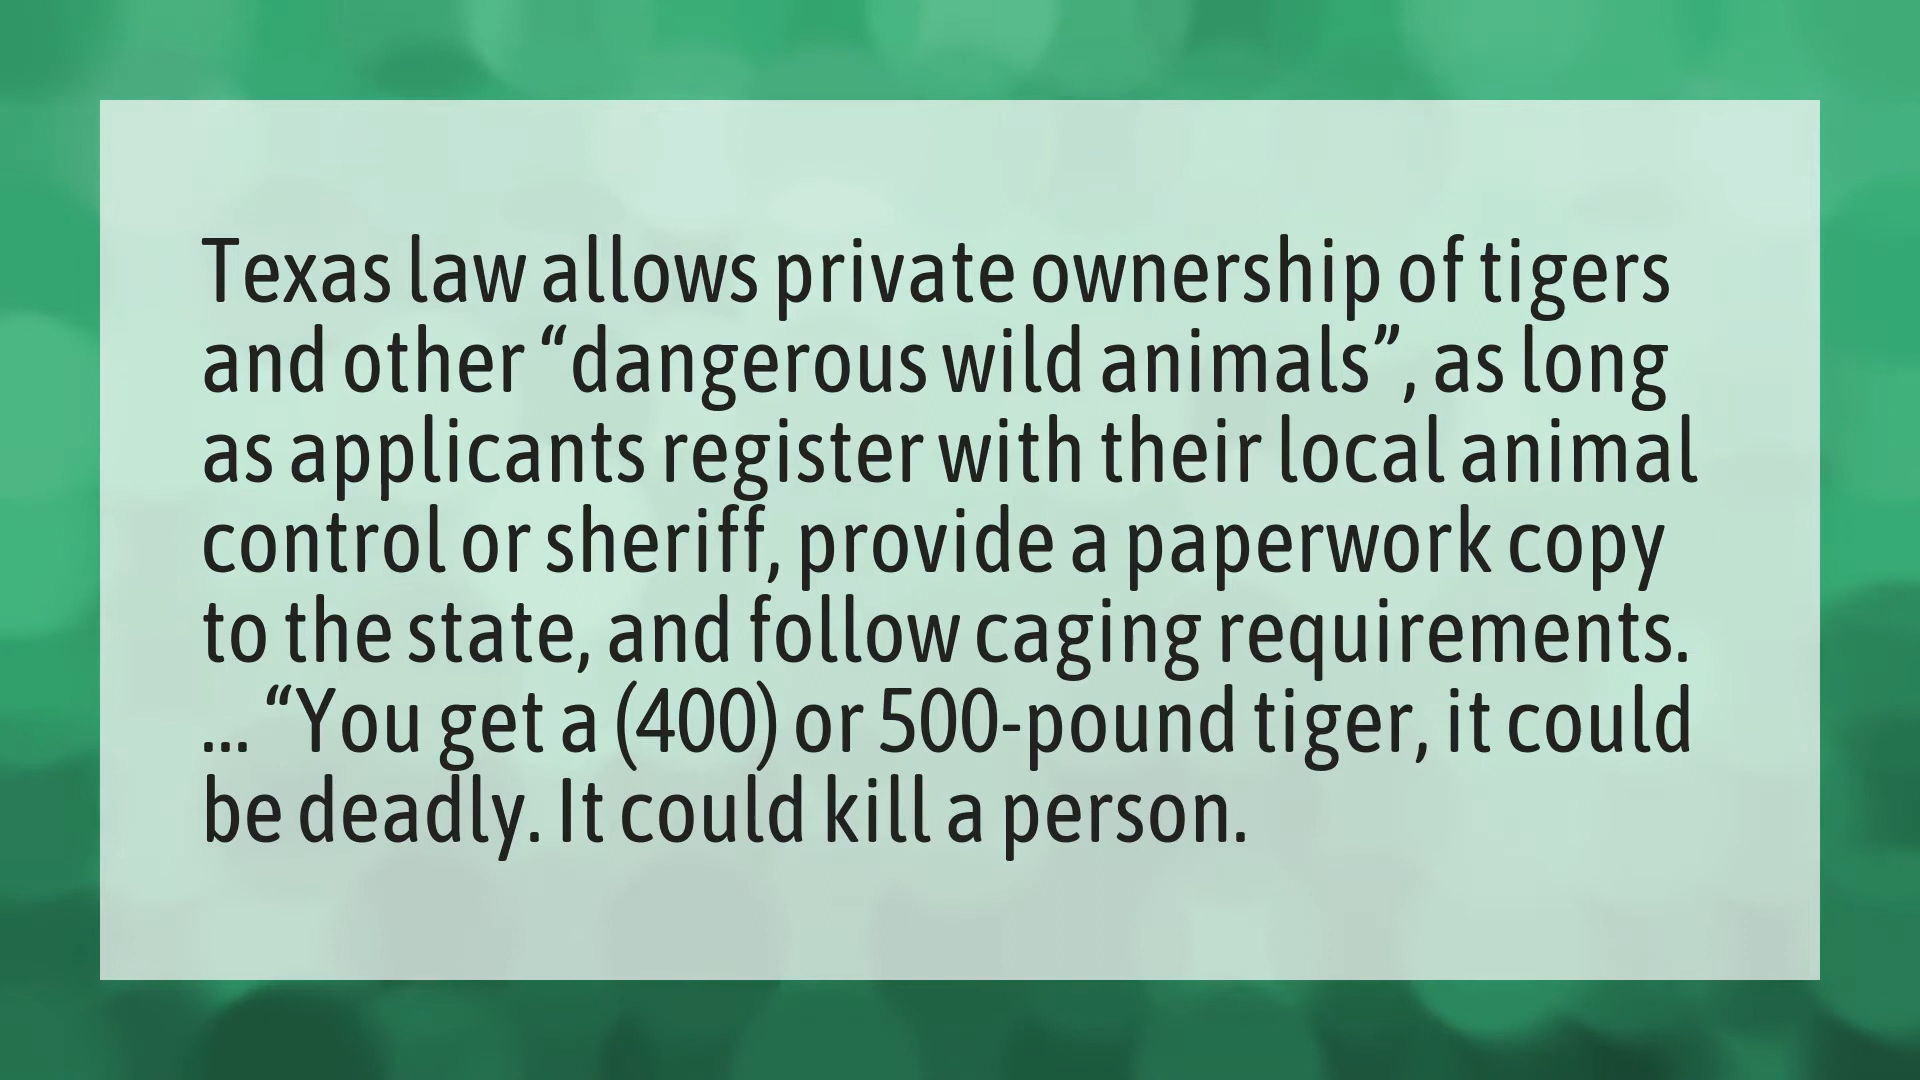 Texas law allows private ownership of tigers
and other “dangerous wild animals”, as long
as applicants register with their local animal
control or sheriff, provide a paperwork copy
to the state, and follow caging requirements.
... “You get a (400) or 500-pound tiger, it could
be deadly. It could kill a person.